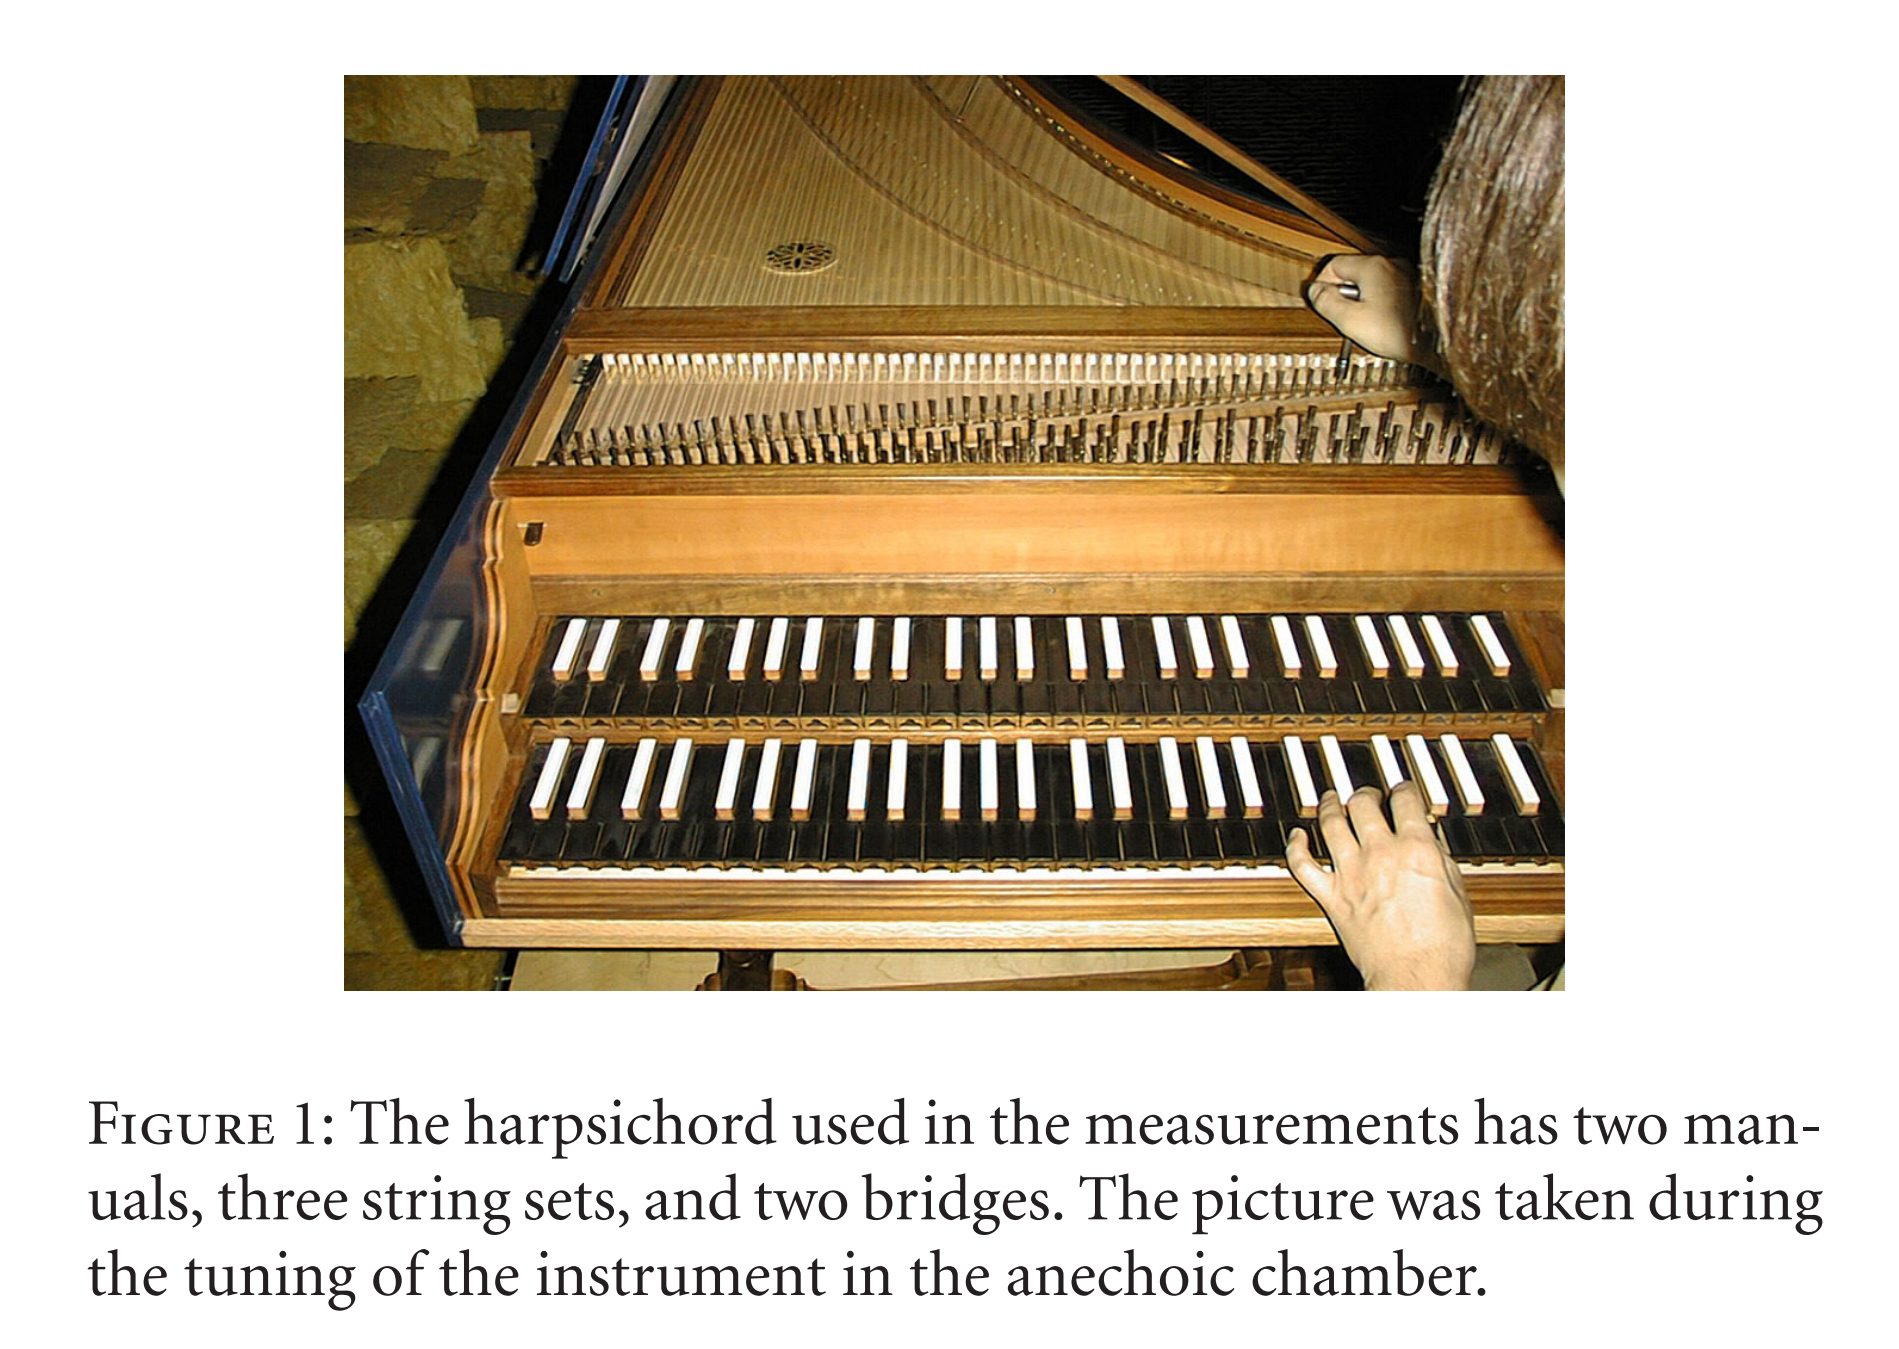 FIGURE 1: The harpsichord used in the measurements has two man-
uals, three string sets, and two bridges. The picture was taken during
the tuning of the instrument in the anechoic chamber.